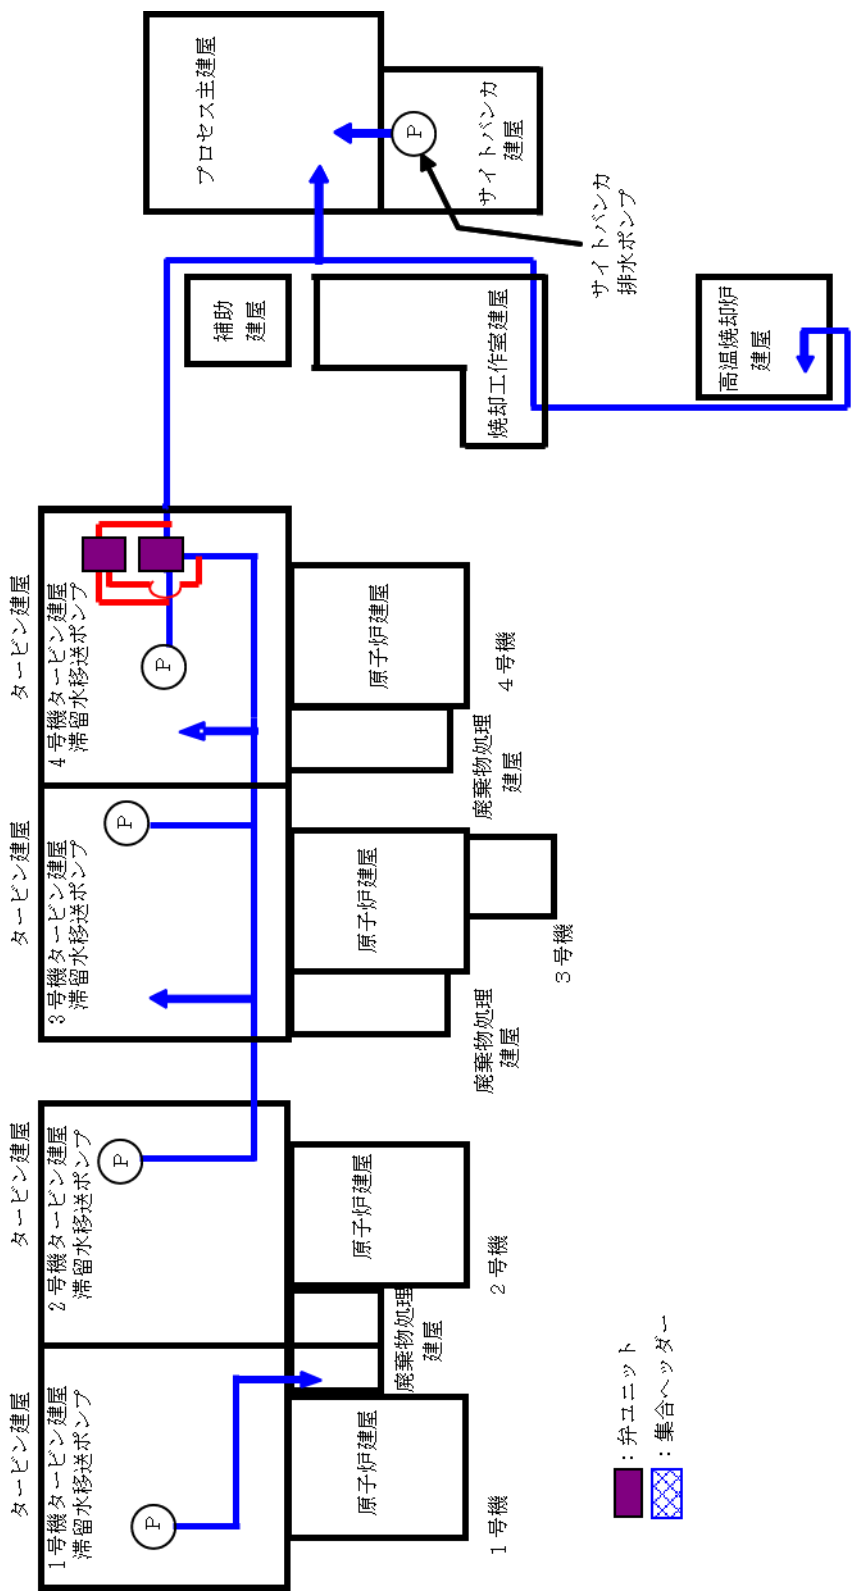 タービン建屋
1号機タービン建屋
滞留水移送ポンプ
P
原子炉建屋
1号機
廃棄物処理
建屋
タービン建屋
2号機タービン建屋
滞留水移送ポンプ
P
原子炉建屋
2号機
タービン建屋
3号機タービン建屋
滞留水移送ポンプ
P
廃棄物処理
建屋
原子炉建屋
3号機
タービン建屋
4号機タービン建屋
滞留水移送ポンプ
P
廃棄物処理
建屋
原子炉建屋
4号機
補助
建屋
焼却工作室建屋
高温焼却炉
建屋
プロセス主建屋
P
サイトバンカ
建屋
サイトバンカ
排水ポンプ
：弁ユニット
：集合ヘッダー